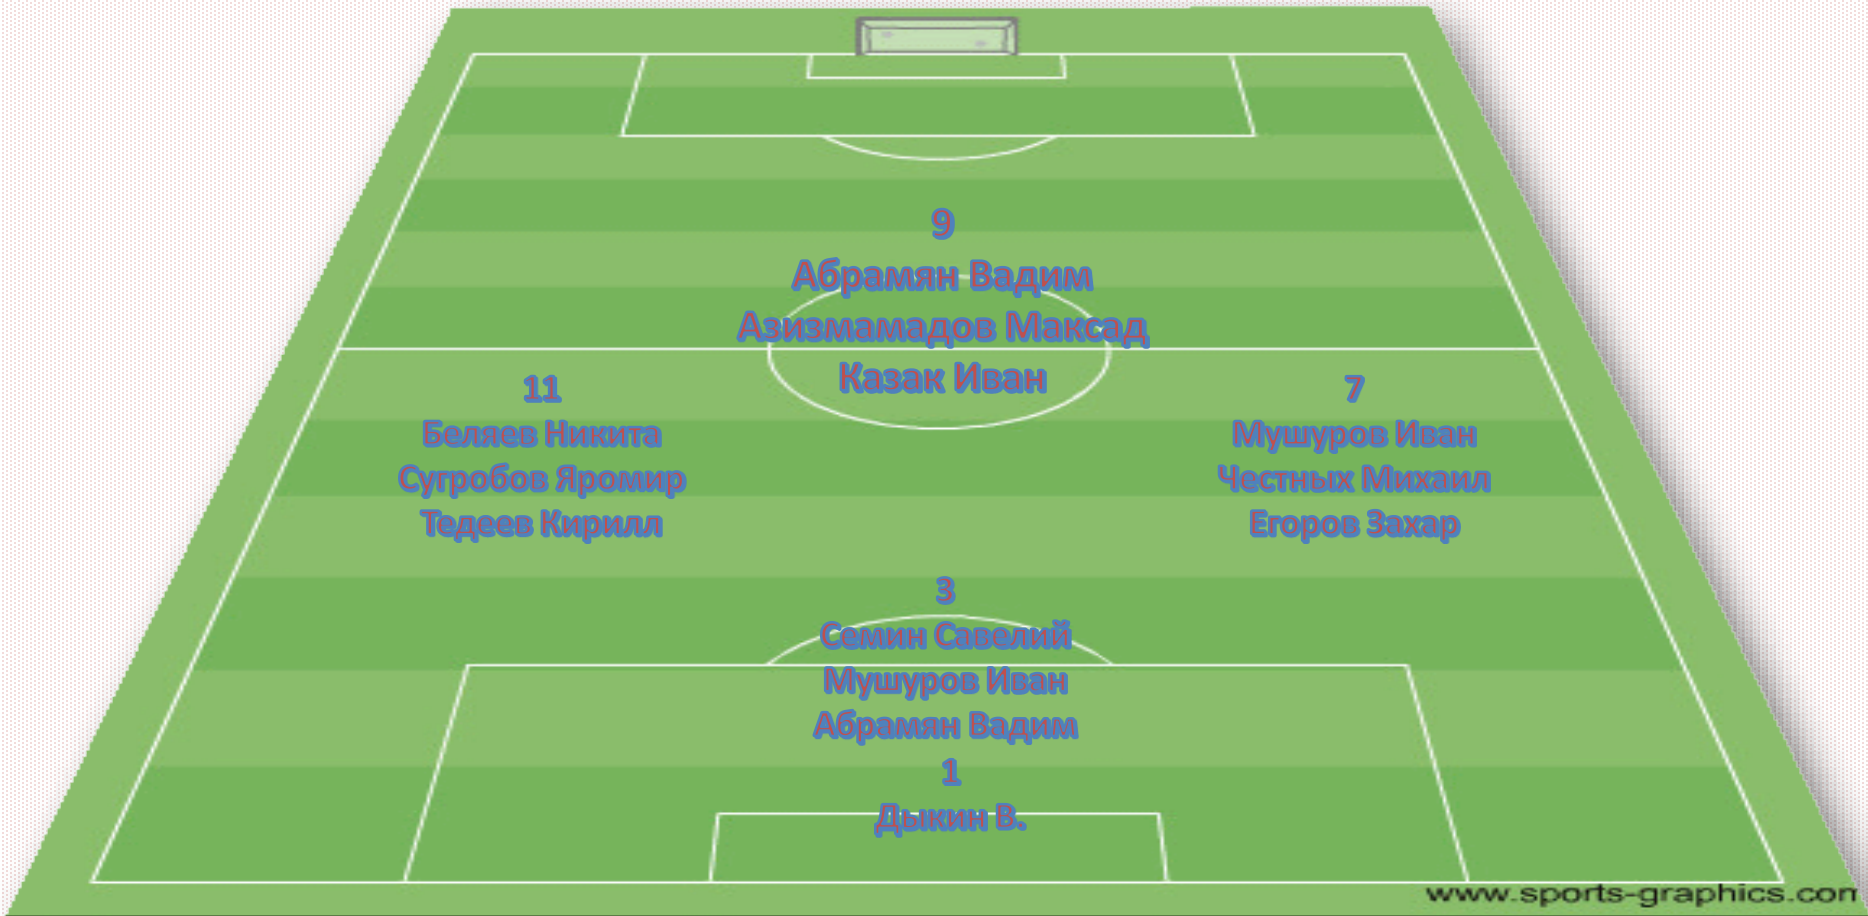 9
Абрамян Вадим
Азизмамадов Максад
Казак Иван
11
Беляев Никита
Сугробов Яромир
Тедеев Кирилл
7
Мушуров Иван
Честных Михаил
Егоров Захар
3
Семин Савелий
Мушуров Иван
Абрамян Вадим
1
Дыкин В.
www.sports-graphics.com